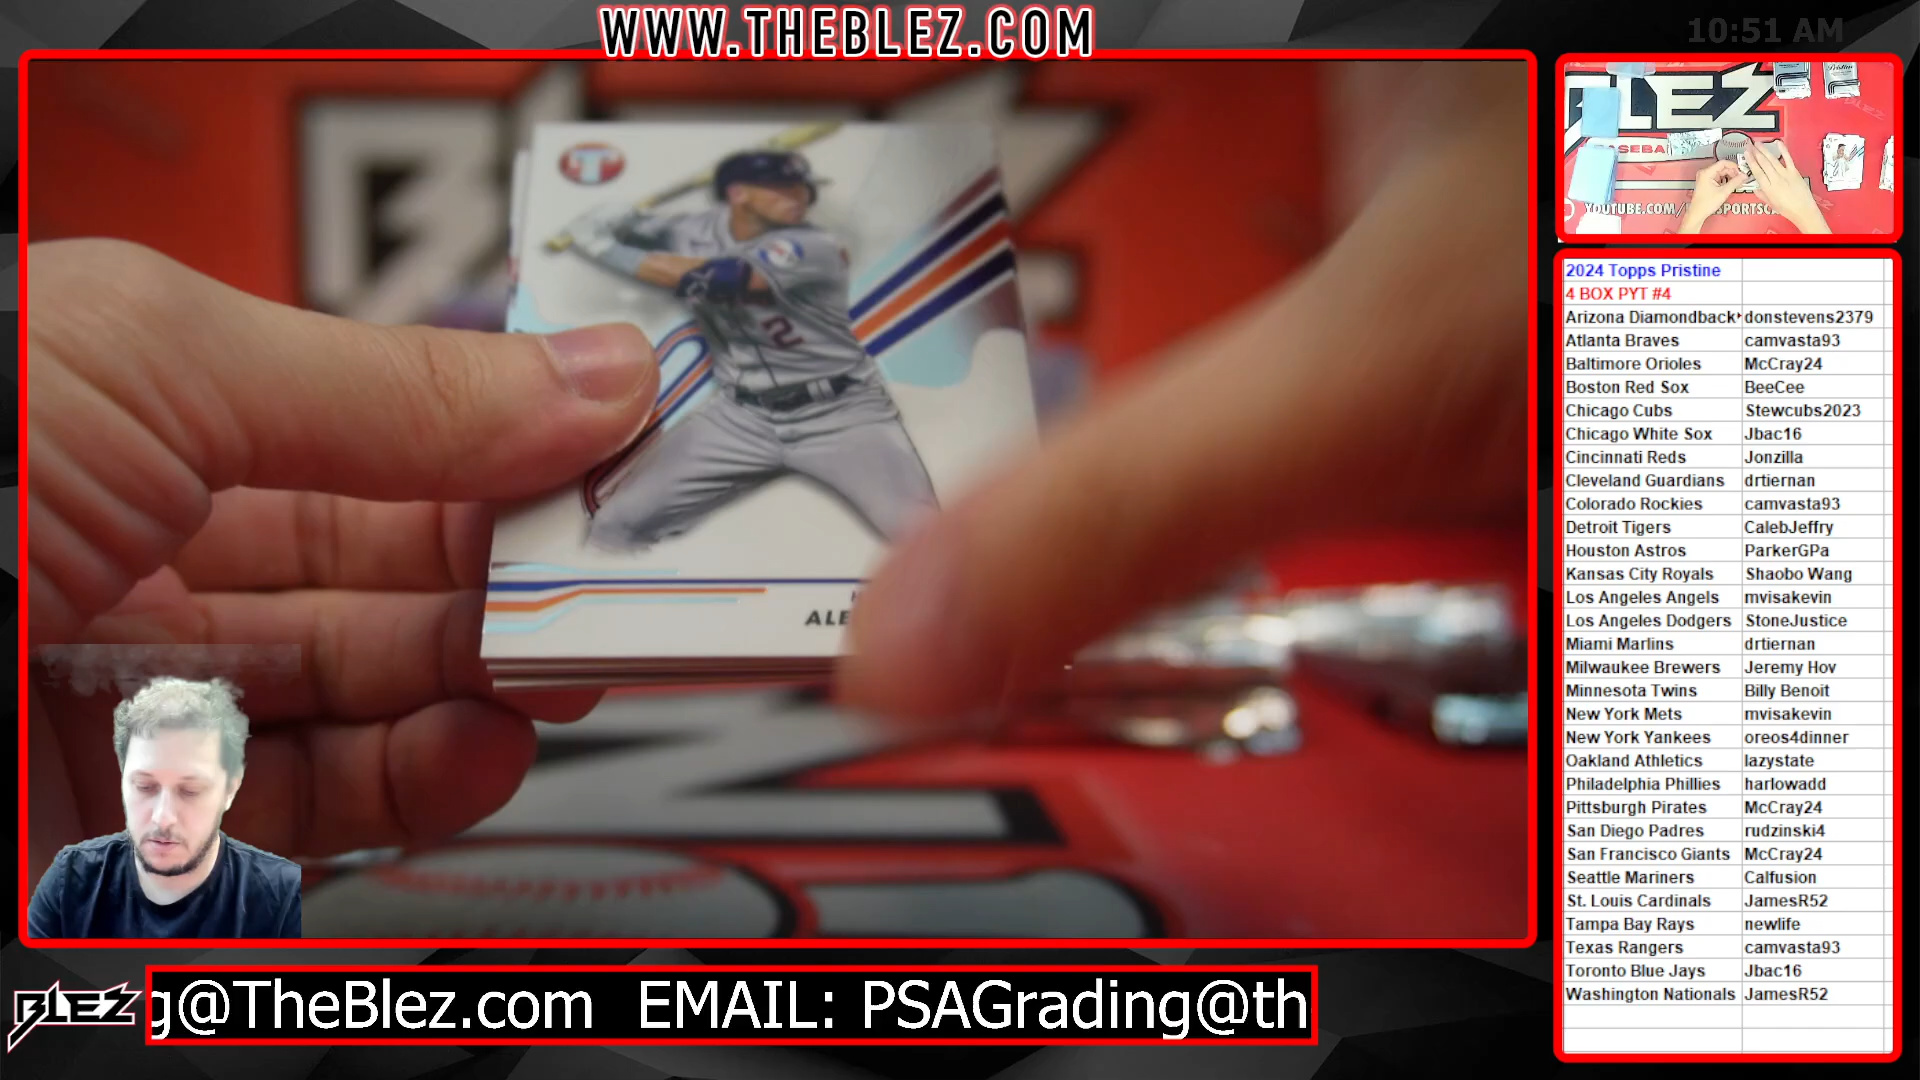 WWW.THEBLEZ.COM
10:51 AM
T
2
ALE
BLEZ
BASEBA
YOUTUBE.COM/
SPORTSC
2024 Topps Pristine
4 BOX PYT #4
Arizona Diamondback donstevens2379
Atlanta Braves camvasta93
Baltimore Orioles McCray24
Boston Red Sox BeeCee
Chicago Cubs Stewcubs2023
Chicago White Sox Jbac16
Cincinnati Reds Jonzilla
Cleveland Guardians drtiernan
Colorado Rockies camvasta93
Detroit Tigers CalebJeffry
Houston Astros ParkerGPa
Kansas City Royals Shaobo Wang
Los Angeles Angels mvisakevin
Los Angeles Dodgers StoneJustice
Miami Marlins drtiernan
Milwaukee Brewers Jeremy Hov
Minnesota Twins Billy Benoit
New York Mets mvisakevin
New York Yankees oreos4dinner
Oakland Athletics lazystate
Philadelphia Phillies harlowadd
Pittsburgh Pirates McCray24
San Diego Padres rudzinski4
San Francisco Giants McCray24
Seattle Mariners Calfusion
St. Louis Cardinals JamesR52
Tampa Bay Rays newlife
Texas Rangers camvasta93
Toronto Blue Jays Jbac16
Washington Nationals JamesR52
BLEZ
g@TheBlez.com EMAIL: PSAGrading@th